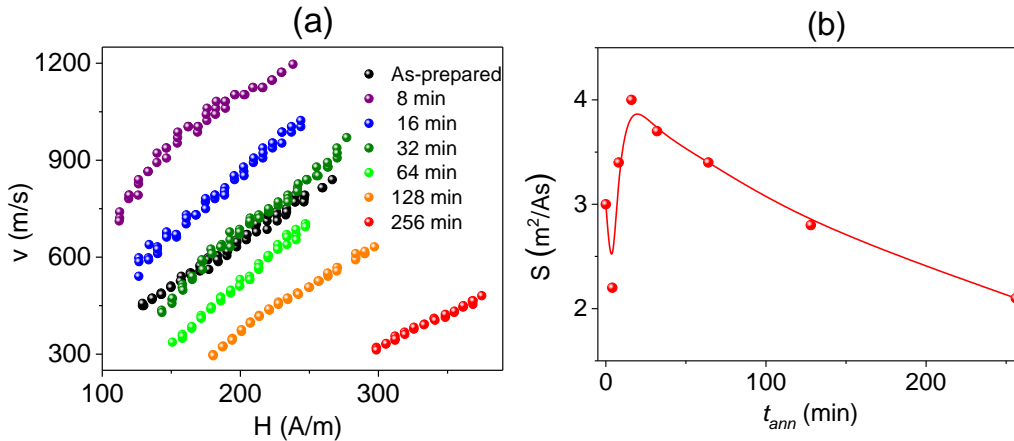 (a)
1200
900
600
300
v (m/s)
100
200
300
H (A/m)
As-prepared
8 min
16 min
32 min
64 min
128 min
256 min
(b)
4
3
2
S (m²/As)
0
100
200
t_ann (min)